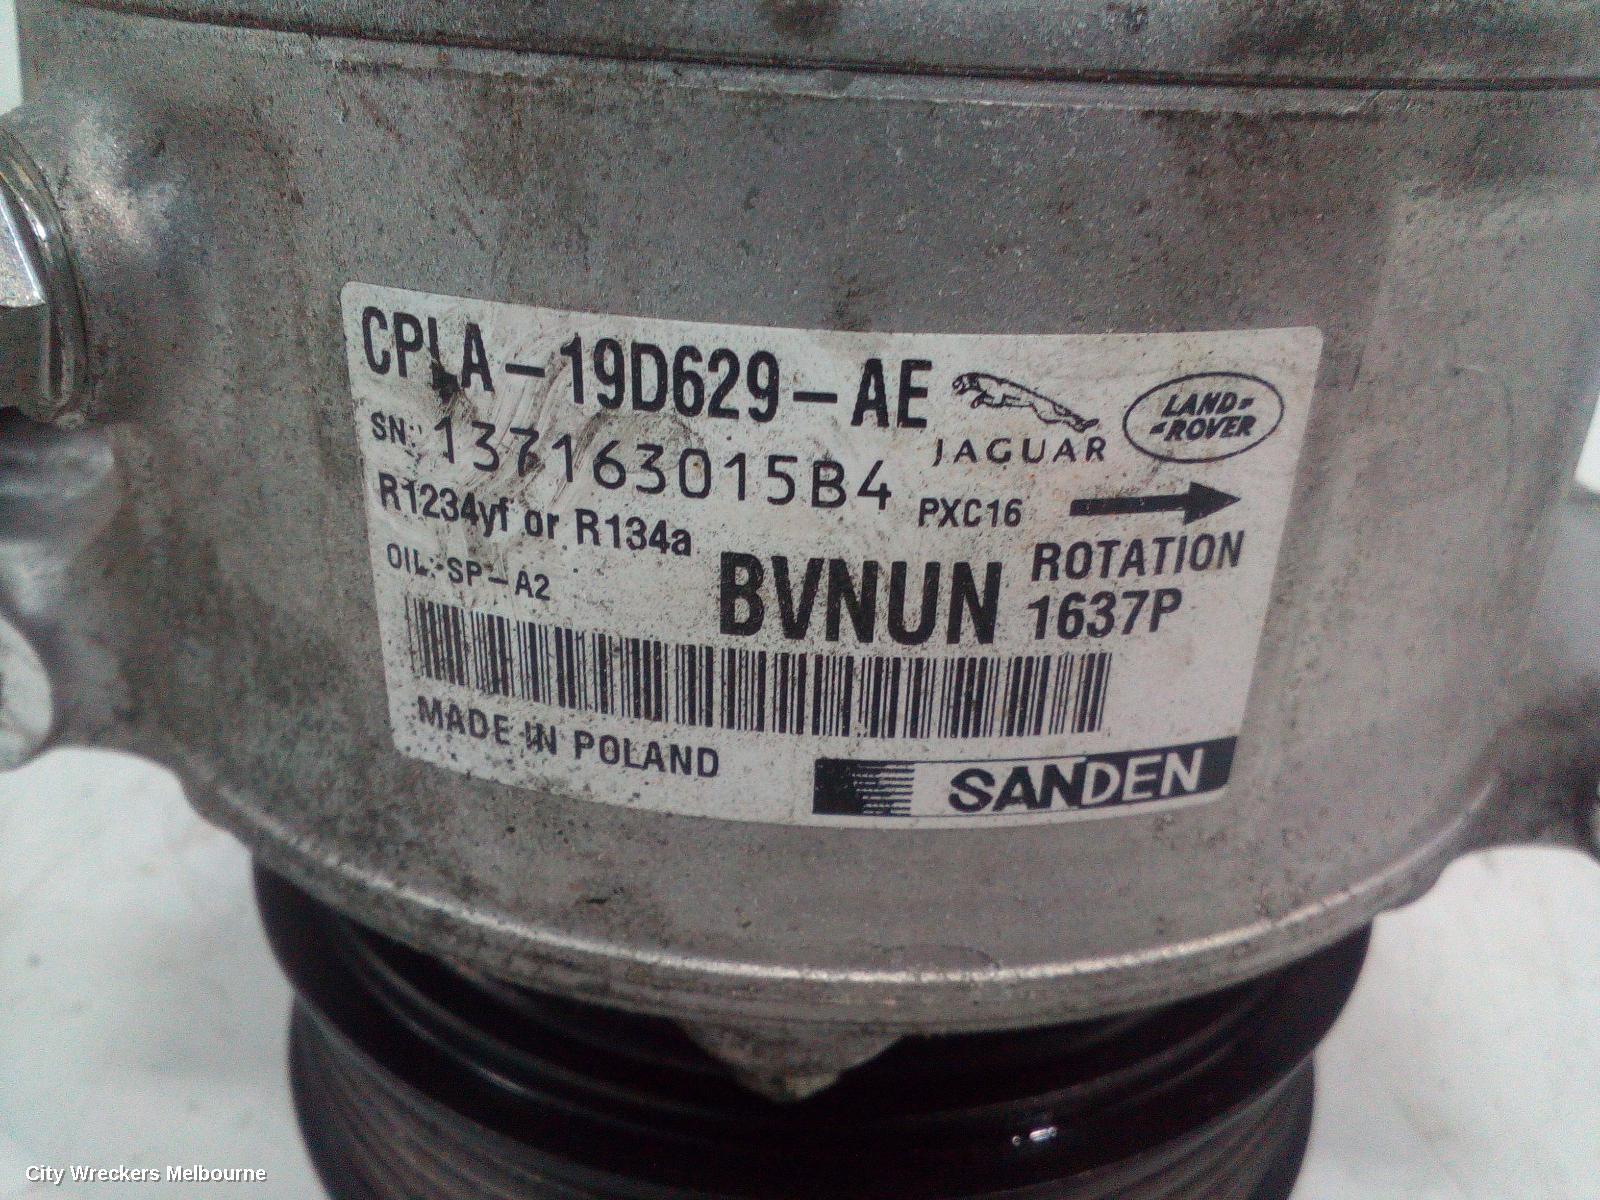 CPLA-19D629-AE
JAGUAR
LAND-
-ROVER
SN: 137163015B4
PXC16
R1234yf or R134a
ROTATION
OIL: SP-A2
BVNUN
1637P
MADE IN POLAND
SANDEN
City Wreckers Melbourne